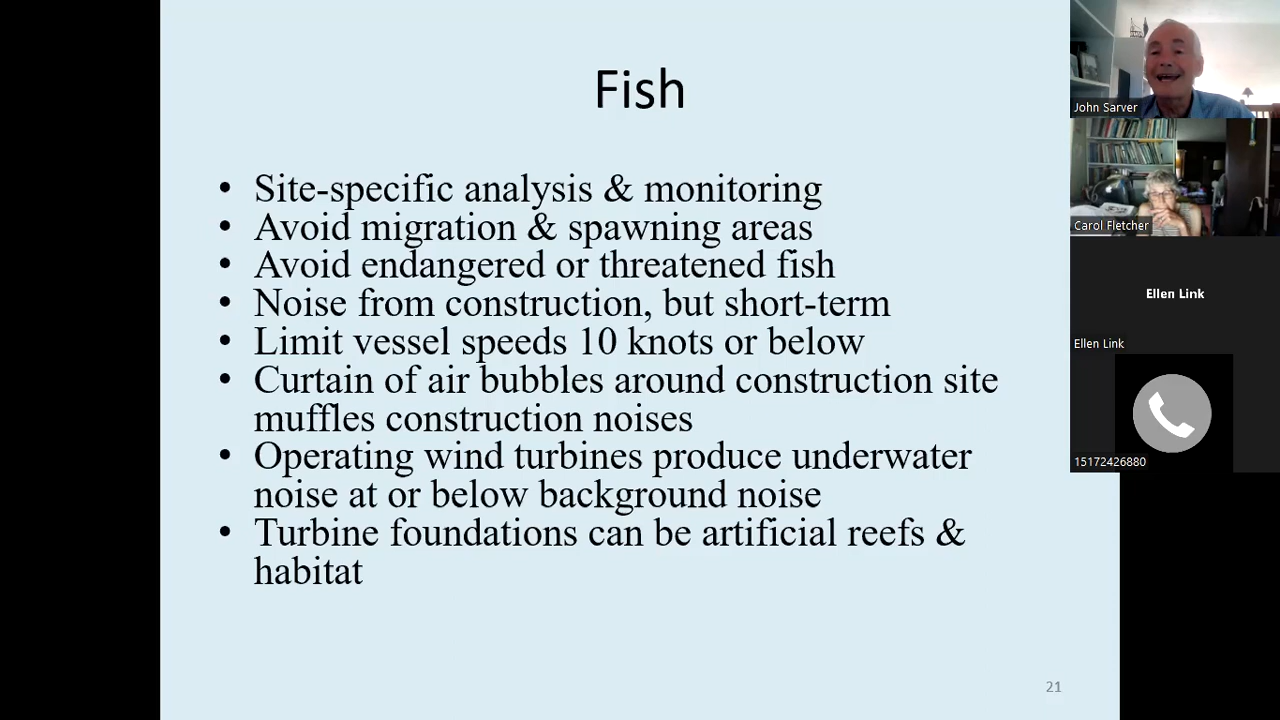 Fish
• Site-specific analysis & monitoring
• Avoid migration & spawning areas
• Avoid endangered or threatened fish
• Noise from construction, but short-term
• Limit vessel speeds 10 knots or below
• Curtain of air bubbles around construction site
muffles construction noises
• Operating wind turbines produce underwater
noise at or below background noise
• Turbine foundations can be artificial reefs &
habitat
21
John Sarver
Carol Fletcher
Ellen Link
Ellen Link
15172426880